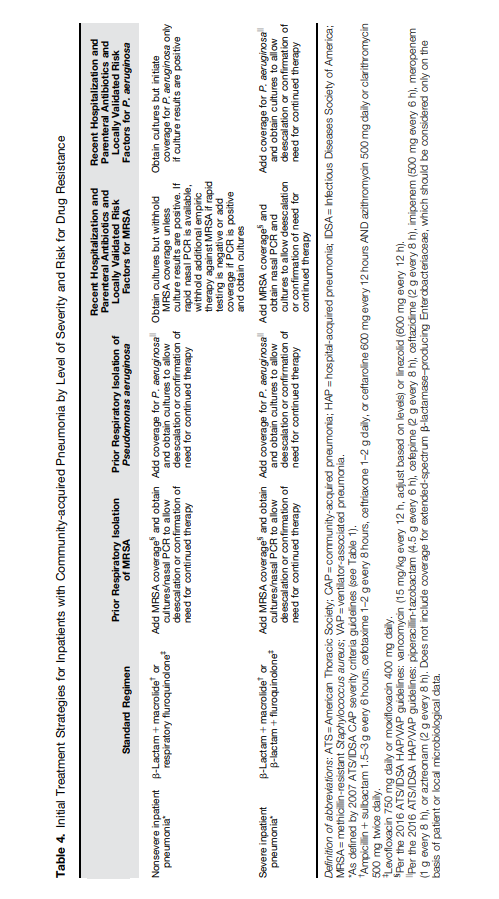 Table 4. Initial Treatment Strategies for Inpatients with Community-acquired Pneumonia by Level of Severity and Risk for Drug Resistance
Standard Regimen
Prior Respiratory Isolation
of MRSA
Prior Respiratory Isolation of
Pseudomonas aeruginosa
Recent Hospitalization and
Parenteral Antibiotics and
Locally Validated Risk
Factors for MRSA
Recent Hospitalization and
Parenteral Antibiotics and
Locally Validated Risk
Factors for P. aeruginosa
Nonsevere inpatient
pneumonia*
β-Lactam + macrolide† or
respiratory fluroquinolone‡
Add MRSA coverage§ and obtain
cultures/nasal PCR to allow
deescalation or confirmation of
need for continued therapy
Add coverage for P. aeruginosa||
and obtain cultures to allow
deescalation or confirmation of
need for continued therapy
Obtain cultures but withhold
MRSA coverage unless
culture results are positive. If
rapid nasal PCR is available,
withhold additional empiric
therapy against MRSA if rapid
testing is negative or add
coverage if PCR is positive
and obtain cultures
Obtain cultures but initiate
coverage for P. aeruginosa only
if culture results are positive
Severe inpatient
pneumonia*
β-Lactam + macrolide† or
β-lactam + fluroquinolone‡
Add MRSA coverage§ and obtain
cultures/nasal PCR to allow
deescalation or confirmation of
need for continued therapy
Add coverage for P. aeruginosa||
and obtain cultures to allow
deescalation or confirmation of
need for continued therapy
Add MRSA coverage§ and
obtain nasal PCR and
cultures to allow deescalation
or confirmation of need for
continued therapy
Add coverage for P. aeruginosa||
and obtain cultures to allow
deescalation or confirmation of
need for continued therapy
Definition of abbreviations: ATS = American Thoracic Society; CAP = community-acquired pneumonia; HAP = hospital-acquired pneumonia; IDSA = Infectious Diseases Society of America;
MRSA = methicillin-resistant Staphylococcus aureus; VAP = ventilator-associated pneumonia.
*As defined by 2007 ATS/IDSA CAP severity criteria guidelines (see Table 1).
†Ampicillin + sulbactam 1.5–3 g every 6 hours, cefotaxime 1–2 g every 8 hours, ceftriaxone 1–2 g daily, or ceftaroline 600 mg every 12 hours AND azithromycin 500 mg daily or clarithromycin
500 mg twice daily.
‡Levofloxacin 750 mg daily or moxifloxacin 400 mg daily.
§Per the 2016 ATS/IDSA HAP/VAP guidelines: vancomycin (15 mg/kg every 12 h, adjust based on levels) or linezolid (600 mg every 12 h).
||Per the 2016 ATS/IDSA HAP/VAP guidelines: piperacillin-tazobactam (4.5 g every 6 h), cefepime (2 g every 8 h), ceftazidime (2 g every 8 h), imipenem (500 mg every 6 h), meropenem
(1 g every 8 h), or aztreonam (2 g every 8 h). Does not include coverage for extended-spectrum β-lactamase–producing Enterobacteriaceae, which should be considered only on the
basis of patient or local microbiological data.